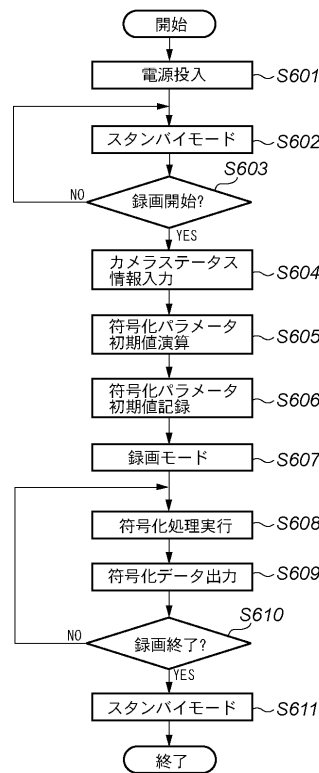 開始
電源投入
S601
スタンバイモード
S602
S603
録画開始?
NO
YES
カメラステータス
情報入力
S604
符号化パラメータ
初期値演算
S605
符号化パラメータ
初期値記録
S606
録画モード
S607
符号化処理実行
S608
符号化データ出力
S609
S610
録画終了?
NO
YES
スタンバイモード
S611
終了